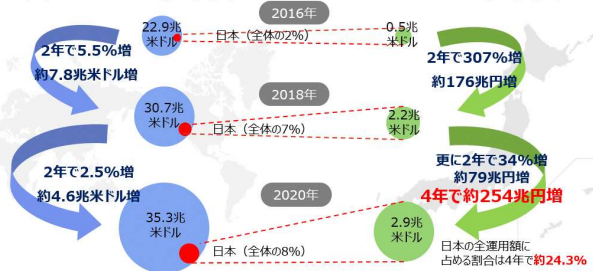 2016年
22.9兆
米ドル
日本（全体の2%）
0.5兆
米ドル
2年で5.5%増
約7.8兆米ドル増
2年で307%増
約176兆円増
2018年
30.7兆
米ドル
日本（全体の7%）
2.2兆
米ドル
2年で2.5%増
約4.6兆米ドル増
更に2年で34%増
約79兆円増
4年で約254兆円増
2020年
35.3兆
米ドル
日本（全体の8%）
2.9兆
米ドル
日本の全運用額に
占める割合は4年で約24.3%